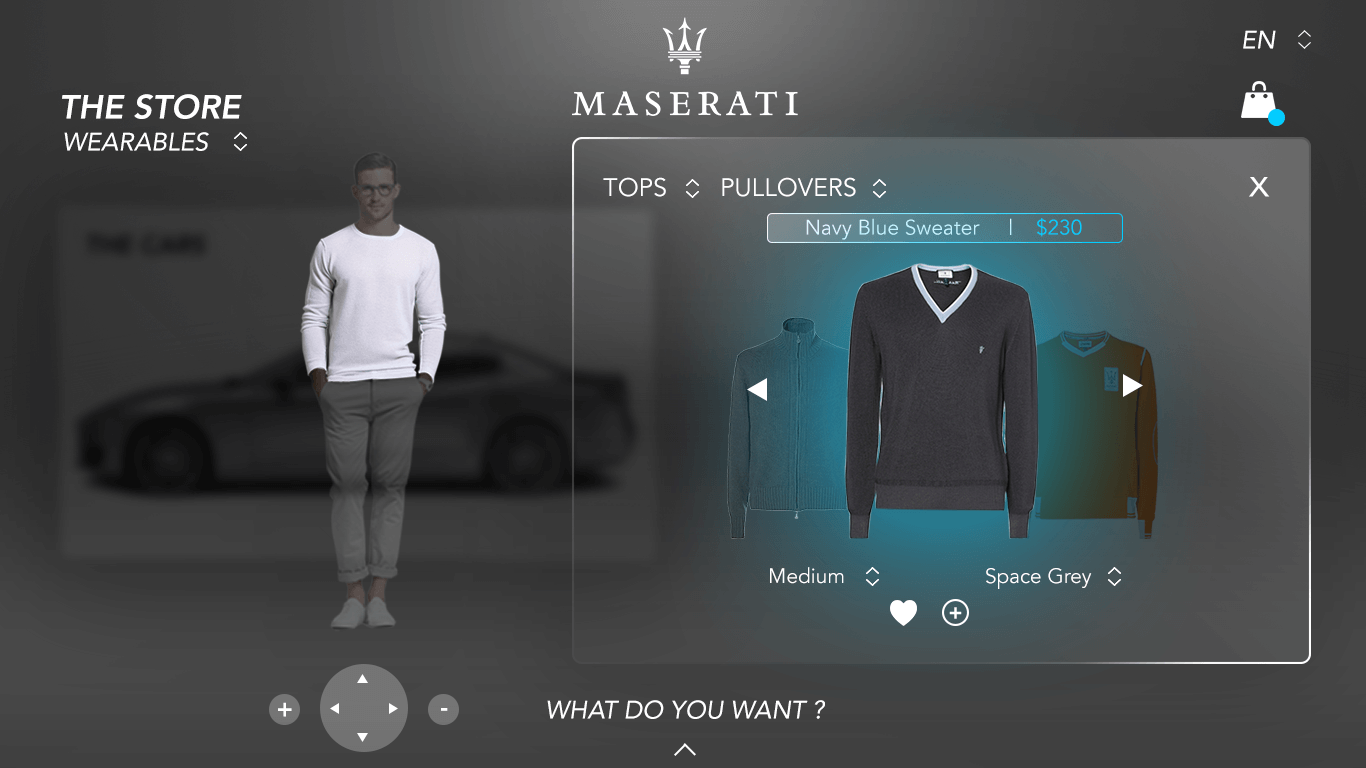 MASERATI
EN
THE STORE
WEARABLES
THE CARS
TOPS PULLOVERS X
Navy Blue Sweater | $230
Medium Space Grey
+ -
WHAT DO YOU WANT ?